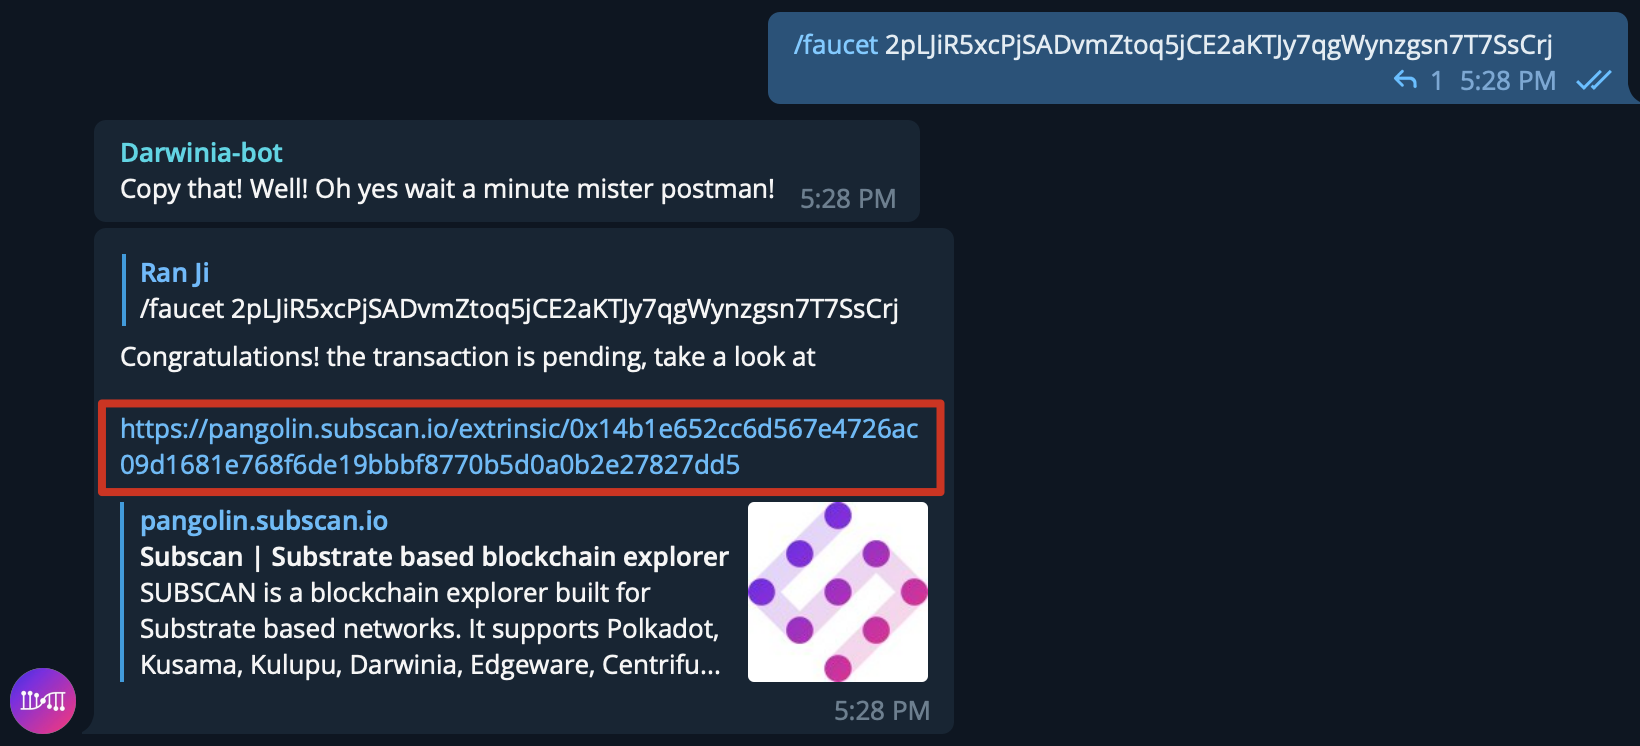 /faucet 2pLJiR5xcPjSADvmZtoq5jCE2aKTJy7qgWynzgsn7T7SsCrj
1 5:28 PM
Darwinia-bot
Copy that! Well! Oh yes wait a minute mister postman!
5:28 PM
Ran Ji
/faucet 2pLJiR5xcPjSADvmZtoq5jCE2aKTJy7qgWynzgsn7T7SsCrj
Congratulations! the transaction is pending, take a look at
https://pangolin.subscan.io/extrinsic/0x14b1e652cc6d567e4726ac
09d1681e768f6de19bbbf8770b5d0a0b2e27827dd5
pangolin.subscan.io
Subscan | Substrate based blockchain explorer
SUBSCAN is a blockchain explorer built for
Substrate based networks. It supports Polkadot,
Kusama, Kulupu, Darwinia, Edgeware, Centrifu...
5:28 PM